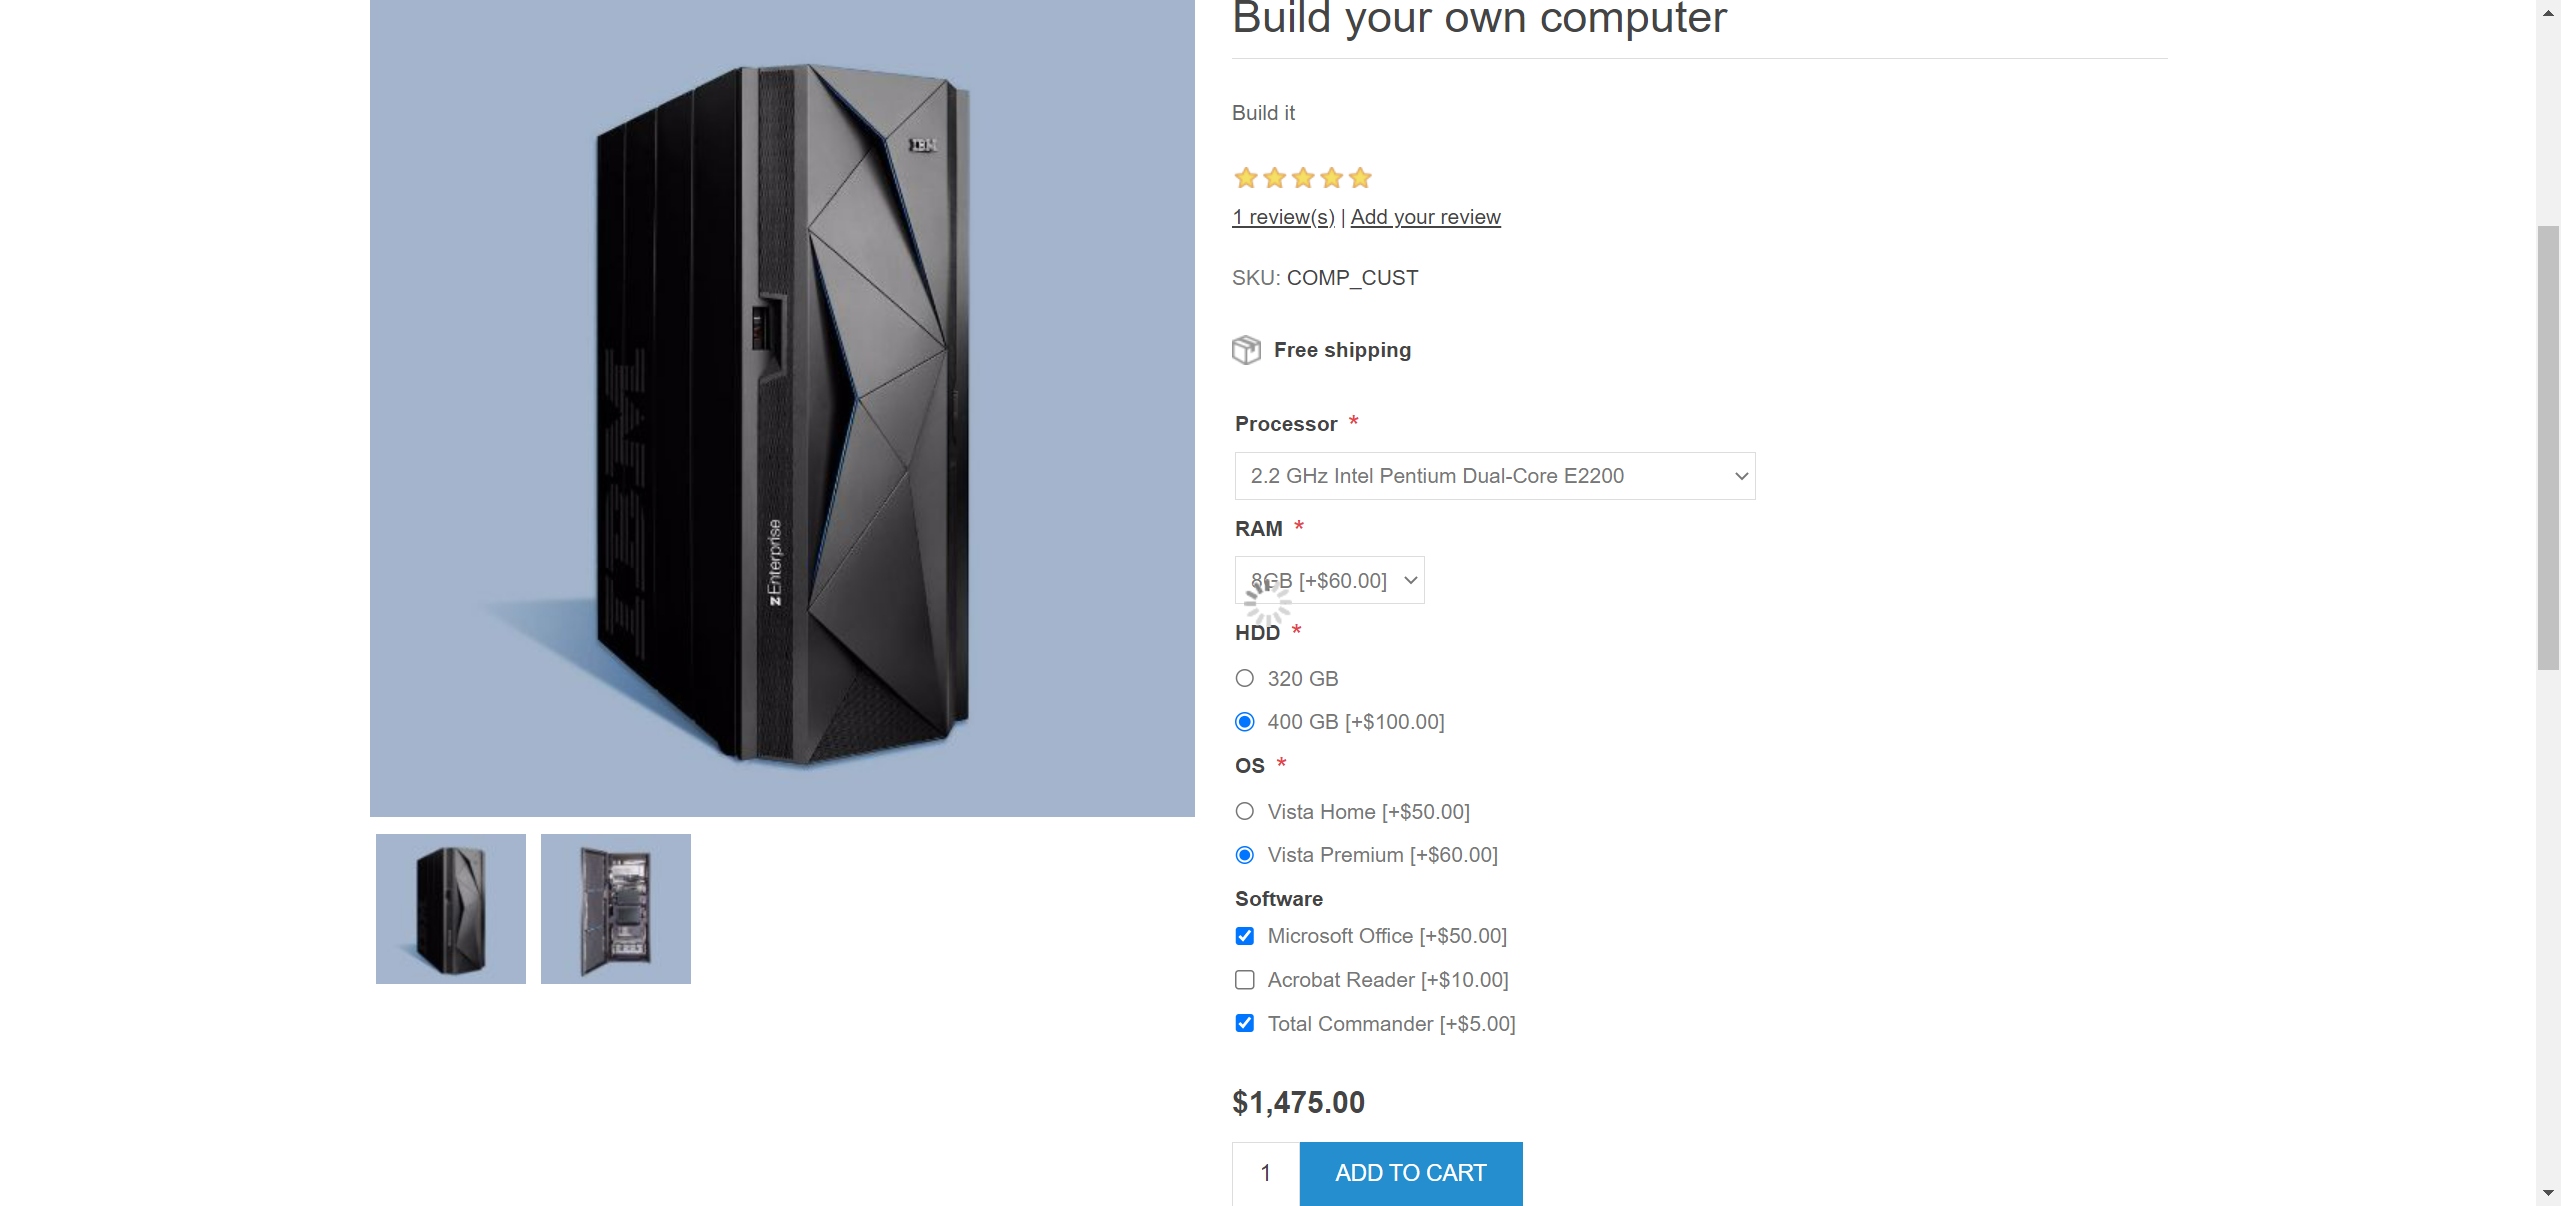 Build your own computer
Build it
1 review(s) | Add your review
SKU: COMP_CUST
Free shipping
Processor *
2.2 GHz Intel Pentium Dual-Core E2200
RAM *
8GB [+$60.00]
HDD *
320 GB
400 GB [+$100.00]
OS *
Vista Home [+$50.00]
Vista Premium [+$60.00]
Software
Microsoft Office [+$50.00]
Acrobat Reader [+$10.00]
Total Commander [+$5.00]
$1,475.00
1 ADD TO CART
IBM
IBM
zEnterprise